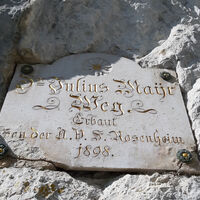 Julius Mayr
Weg.
Erbaut
von der A. V. S. Rosenheim
1898.